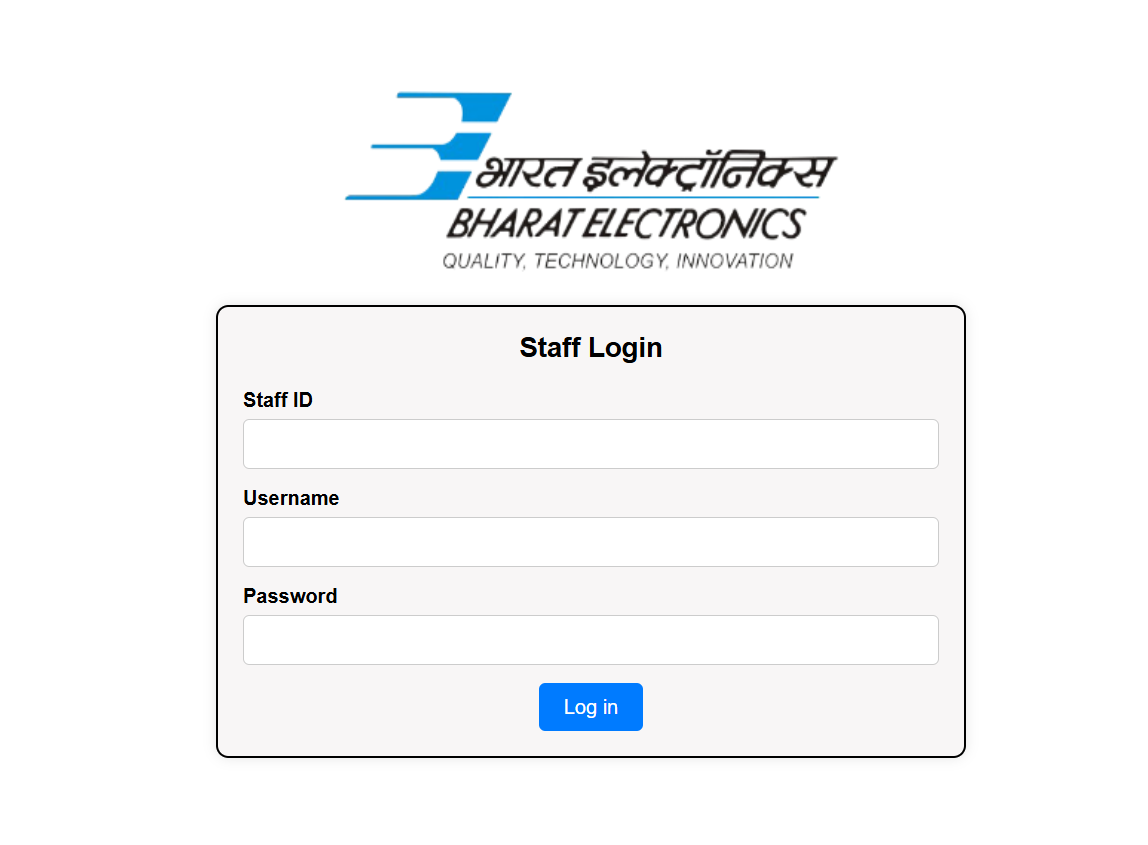 भारत इलेक्ट्रॉनिक्स
BHARAT ELECTRONICS
QUALITY, TECHNOLOGY, INNOVATION
Staff Login
Staff ID
Username
Password
Log in